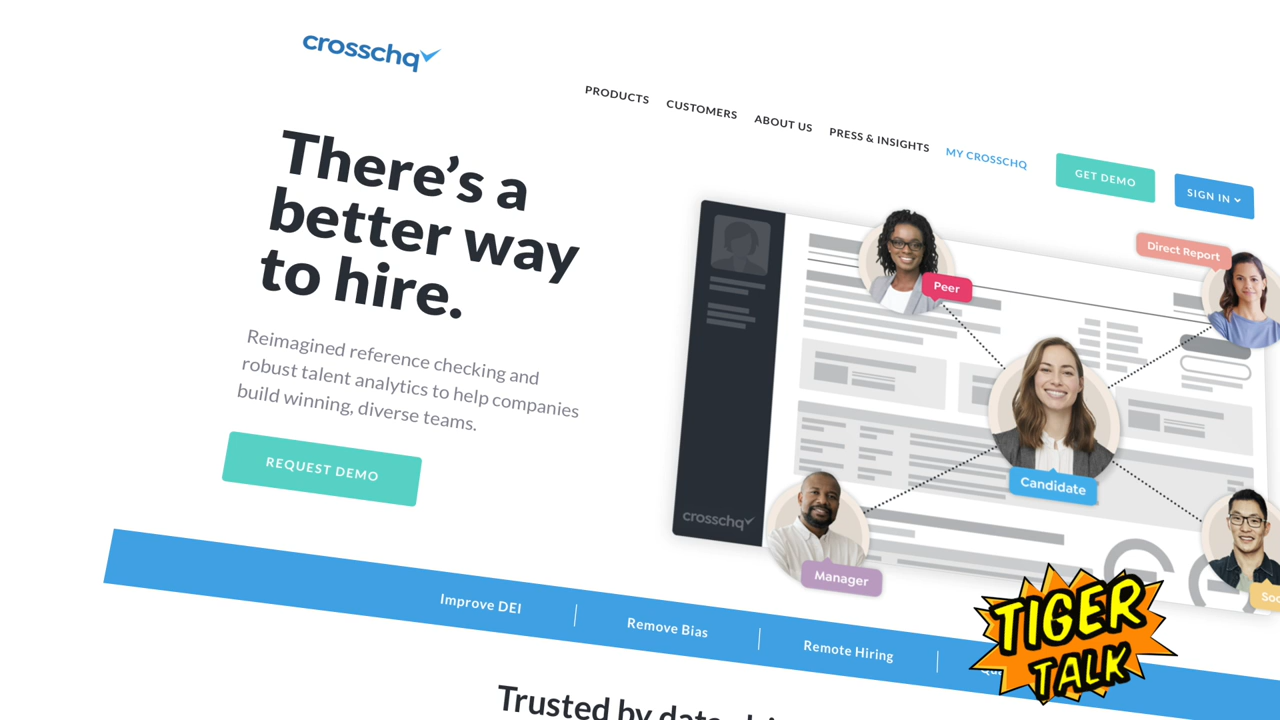 crosschq
PRODUCTS
CUSTOMERS
ABOUT US
PRESS & INSIGHTS
MY CROSSCHQ
GET DEMO
SIGN IN
There's a
better way
to hire.
Reimagined reference checking and
robust talent analytics to help companies
build winning, diverse teams.
REQUEST DEMO
Peer
Direct Report
Candidate
Manager
crosschq
Improve DEI
Remove Bias
Remote Hiring
TIGER
TALK
Trusted by